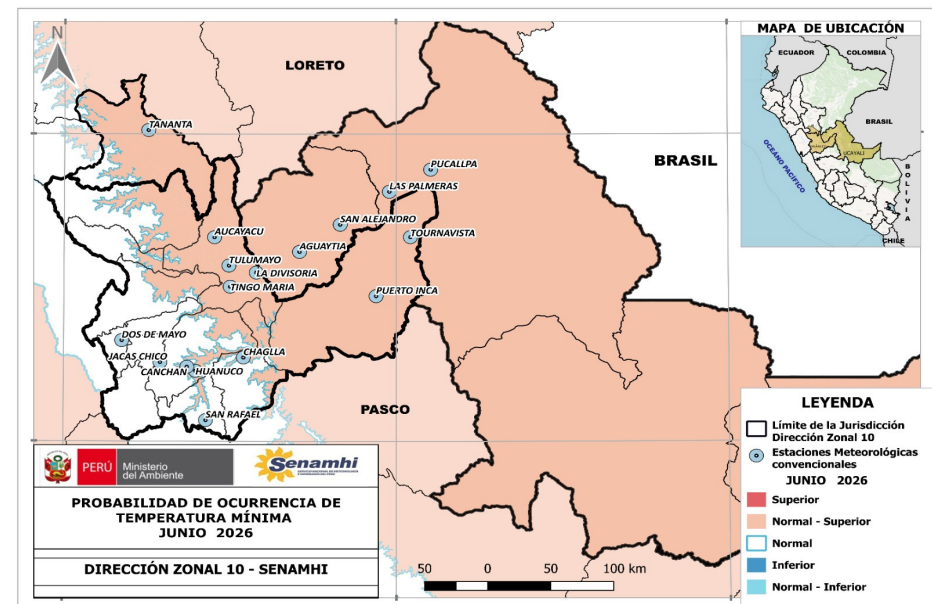 N
LORETO
TANANTA
PUCALLPA
BRASIL
LAS PALMERAS
SAN ALEJANDRO
AUCAYACU
TOURNAVISTA
AGUAYTIA
TULUMAYO
LA DIVISORIA
TINGO MARIA
PUERTO INCA
DOS DE MAYO
JACAS CHICO
CHAGLLA
CANCHAN
HUANUCO
SAN RAFAEL
PASCO
MAPA DE UBICACIÓN
ECUADOR
COLOMBIA
BRASIL
UCAYALI
OCEÁNO PACÍFICO
BOLIVIA
CHILE
LEYENDA
Límite de la Jurisdicción
Dirección Zonal 10
Estaciones Meteorológicas
convencionales
JUNIO 2026
Superior
Normal - Superior
Normal
Inferior
Normal - Inferior
PERÚ
Ministerio
del Ambiente
Senamhi
PROBABILIDAD DE OCURRENCIA DE
TEMPERATURA MÍNIMA
JUNIO 2026
DIRECCIÓN ZONAL 10 - SENAMHI
50 0 50 100 km